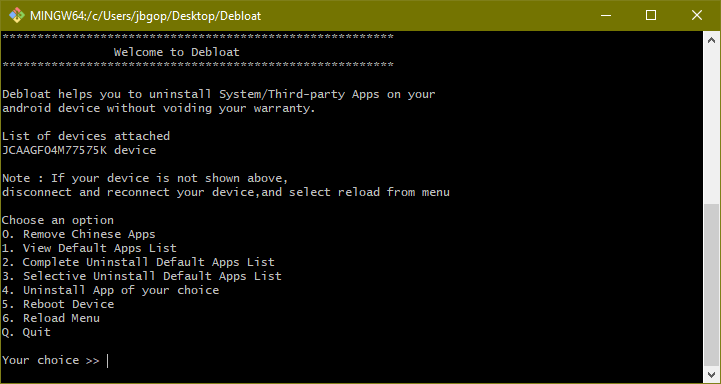 MINGW64:/c/Users/jbgop/Desktop/Debloat
********************************************************
Welcome to Debloat
********************************************************
Debloat helps you to uninstall System/Third-party Apps on your
android device without voiding your warranty.
List of devices attached
JCAAGF04M77575K device
Note : If your device is not shown above,
disconnect and reconnect your device,and select reload from menu
Choose an option
0. Remove Chinese Apps
1. View Default Apps List
2. Complete Uninstall Default Apps List
3. Selective Uninstall Default Apps List
4. Uninstall App of your choice
5. Reboot Device
6. Reload Menu
Q. Quit
Your choice >>